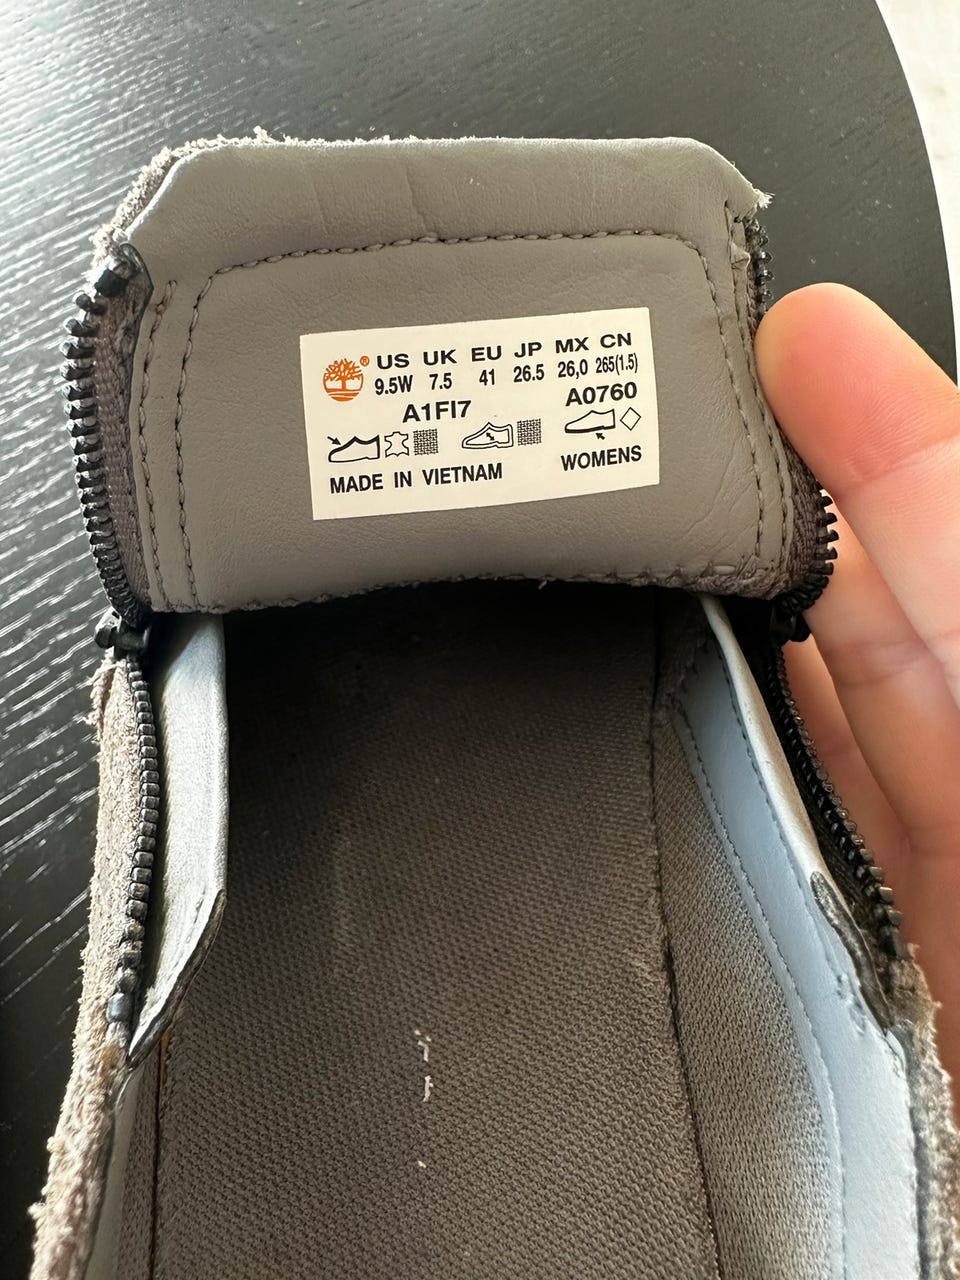 ® US UK EU JP MX CN
9.5W 7.5 41 26.5 26,0 265(1.5)
A1FI7 A0760
MADE IN VIETNAM WOMENS